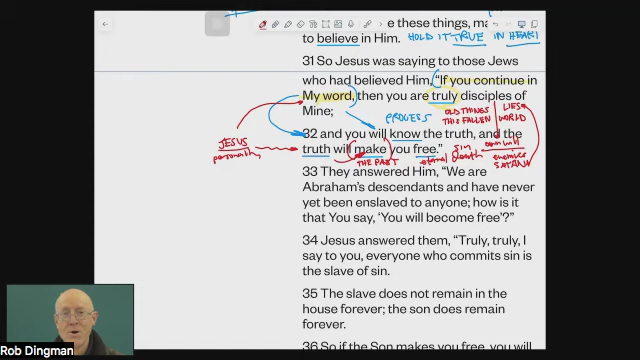 e these things, ma
to believe in Him. HOLD IT TRUE IN HEART
31 So Jesus was saying to those Jews
who had believed Him, “If you continue in
My word, then you are truly disciples of
Mine;
PROCESS
OLD THINGS
THIS FALLEN
LIES
WORLD
32 and you will know the truth, and the
truth will make you free.”
JESUS
personally
THE PAST
eternal
sin
death
enemies
SATAN
33 They answered Him, “We are
Abraham’s descendants and have never
yet been enslaved to anyone; how is it
that You say, ‘You will become free’?”
34 Jesus answered them, “Truly, truly, I
say to you, everyone who commits sin is
the slave of sin.
35 The slave does not remain in the
house forever; the son does remain
forever.
36 So if the Son makes you free, you will
Rob Dingman